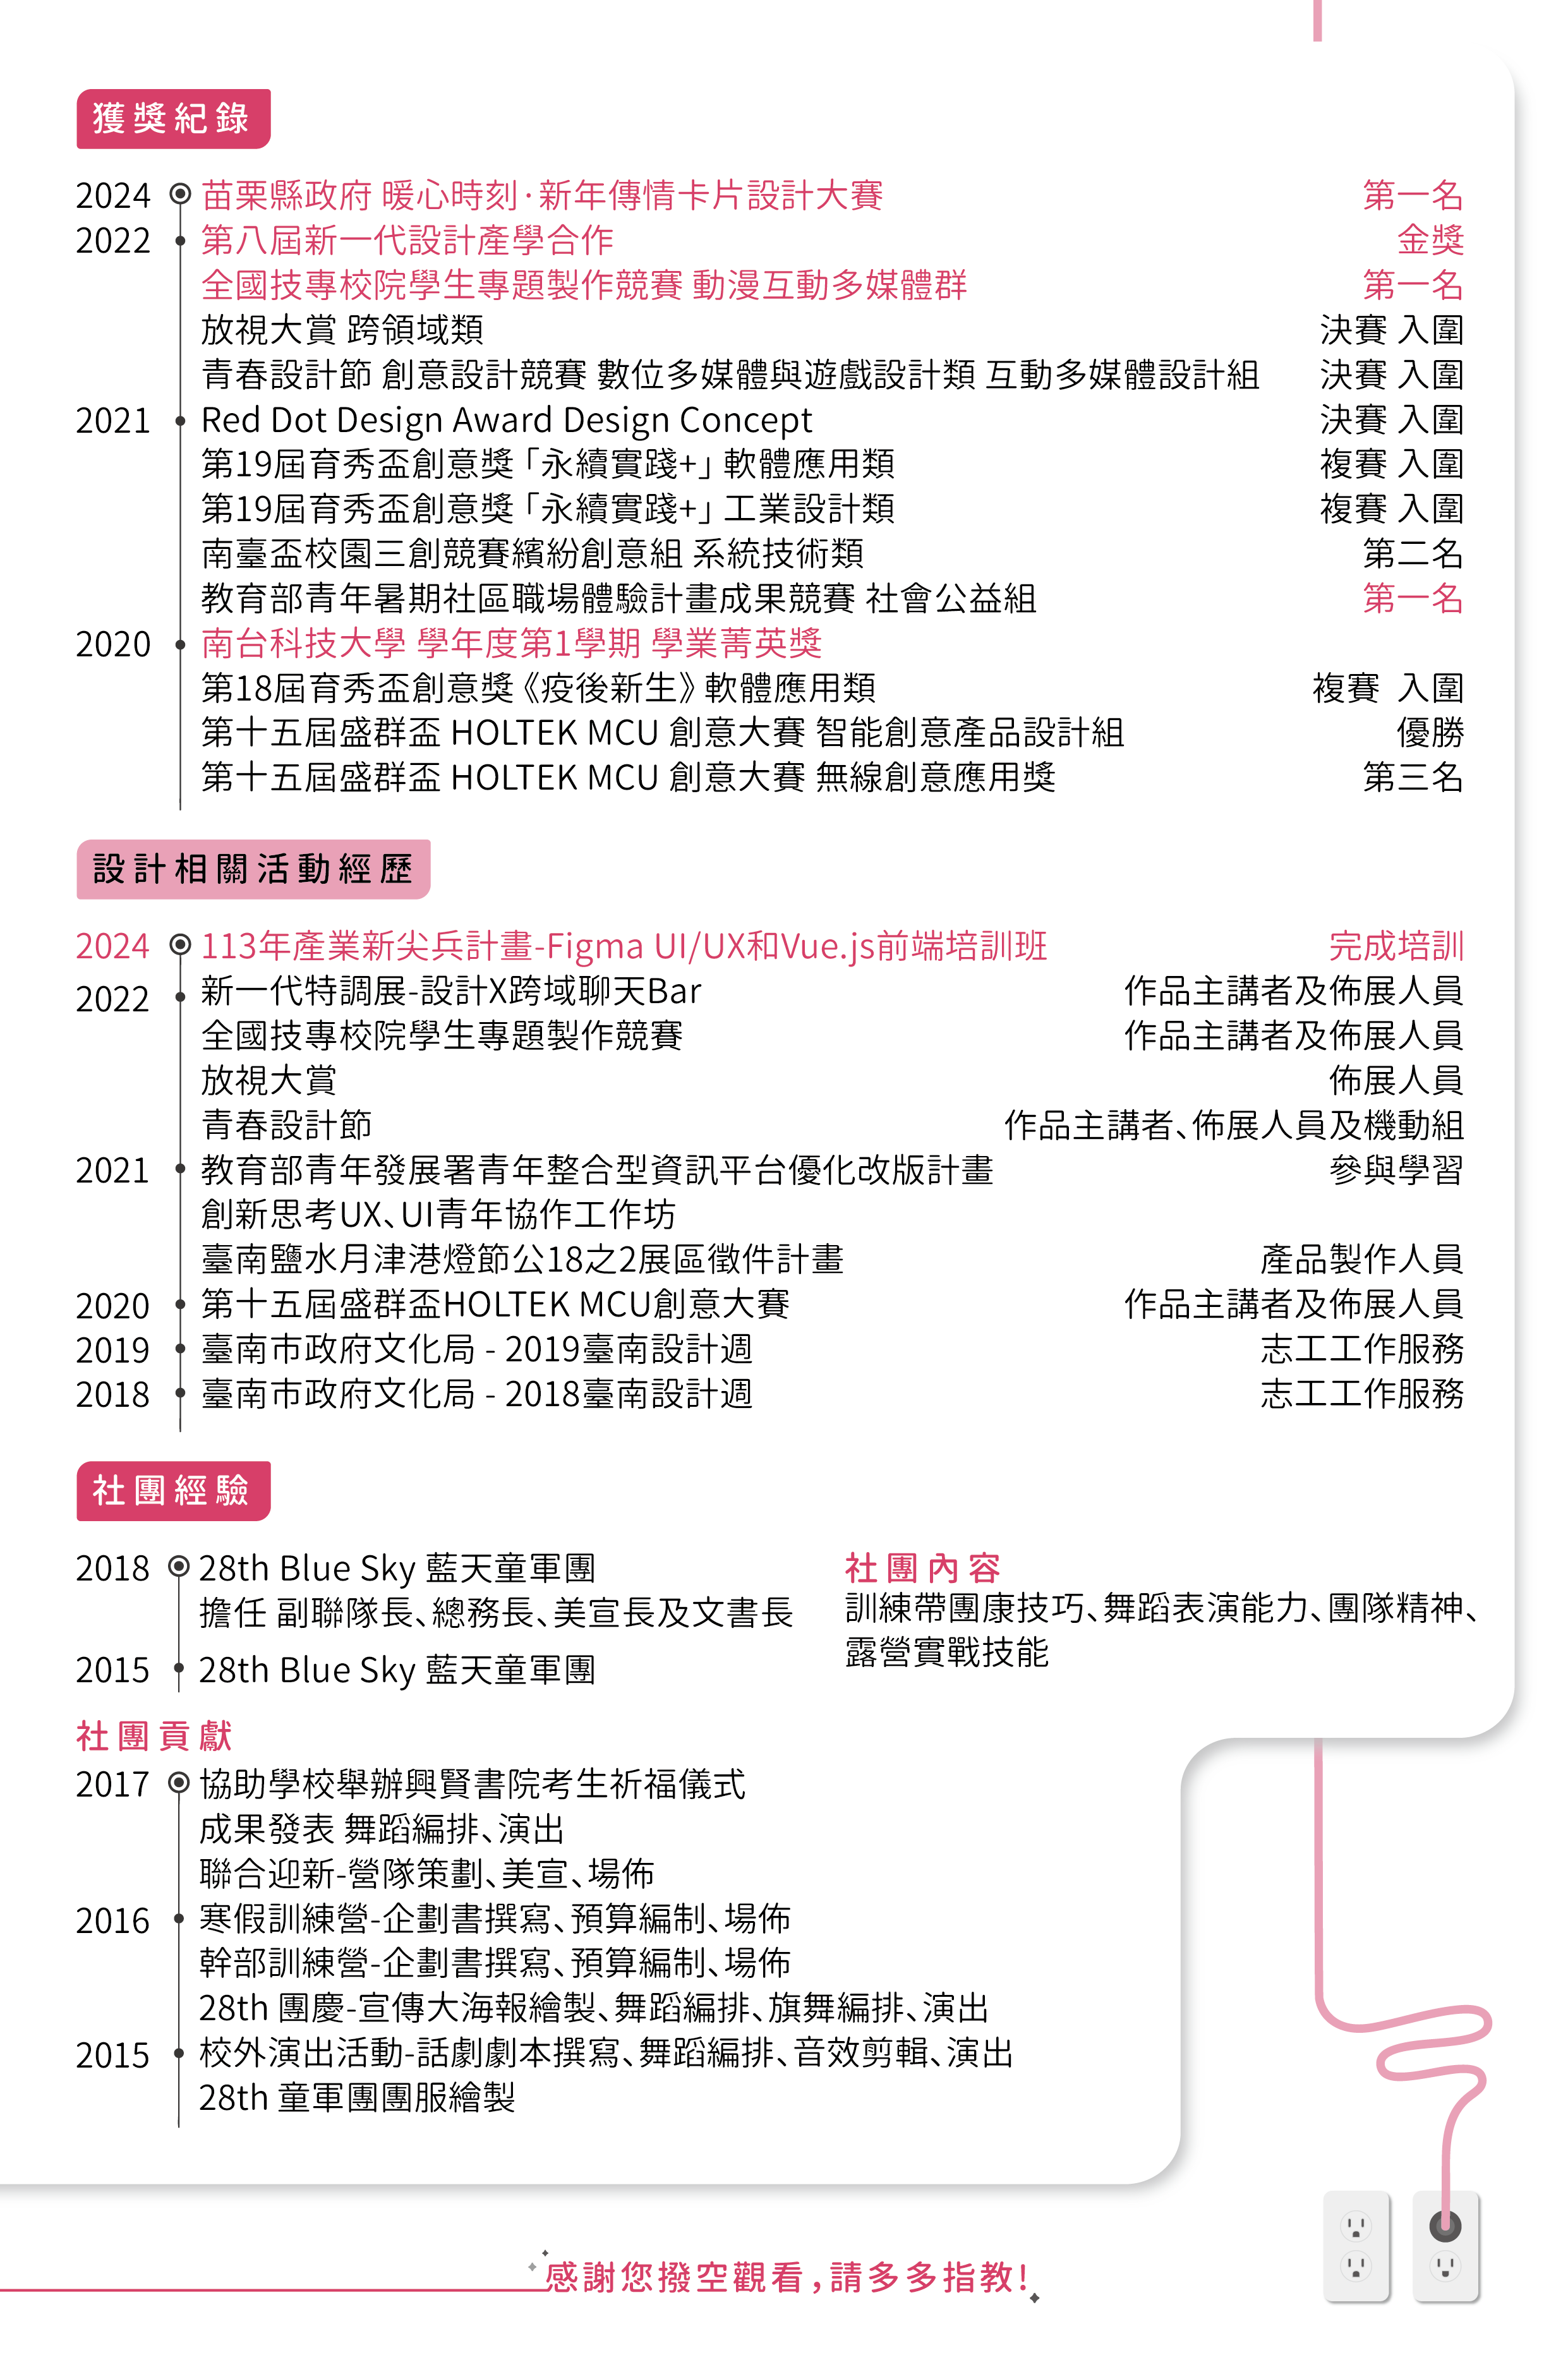 獲獎紀錄
2024 苗栗縣政府 暖心時刻·新年傳情卡片設計大賽 第一名
2022 第八屆新一代設計產學合作 金獎
全國技專校院學生專題製作競賽 動漫互動多媒體群 第一名
放視大賞 跨領域類 決賽 入圍
青春設計節 創意設計競賽 數位多媒體與遊戲設計類 互動多媒體設計組 決賽 入圍
2021 Red Dot Design Award Design Concept 決賽 入圍
第19屆育秀盃創意獎「永續實踐+」軟體應用類 複賽 入圍
第19屆育秀盃創意獎「永續實踐+」工業設計類 複賽 入圍
南臺盃校園三創競賽繽紛創意組 系統技術類 第二名
教育部青年暑期社區職場體驗計畫成果競賽 社會公益組 第一名
2020 南台科技大學 學年度第1學期 學業菁英獎
第18屆育秀盃創意獎《疫後新生》軟體應用類 複賽 入圍
第十五屆盛群盃 HOLTEK MCU 創意大賽 智能創意產品設計組 優勝
第十五屆盛群盃 HOLTEK MCU 創意大賽 無線創意應用獎 第三名
設計相關活動經歷
2024 113年產業新尖兵計畫-Figma UI/UX和Vue.js前端培訓班 完成培訓
2022 新一代特調展-設計X跨域聊天Bar 作品主講者及佈展人員
全國技專校院學生專題製作競賽 作品主講者及佈展人員
放視大賞 佈展人員
青春設計節 作品主講者、佈展人員及機動組
2021 教育部青年發展署青年整合型資訊平台優化改版計畫 參與學習
創新思考UX、UI青年協作工作坊
臺南鹽水月津港燈節公18之2展區徵件計畫 產品製作人員
2020 第十五屆盛群盃HOLTEK MCU創意大賽 作品主講者及佈展人員
2019 臺南市政府文化局 - 2019臺南設計週 志工工作服務
2018 臺南市政府文化局 - 2018臺南設計週 志工工作服務
社團經驗
2018 28th Blue Sky 藍天童軍團
擔任 副聯隊長、總務長、美宣長及文書長
2015 28th Blue Sky 藍天童軍團
社團內容
訓練帶團康技巧、舞蹈表演能力、團隊精神、
露營實戰技能
社團貢獻
2017 協助學校舉辦興賢書院考生祈福儀式
成果發表 舞蹈編排、演出
聯合迎新-營隊策劃、美宣、場佈
2016 寒假訓練營-企劃書撰寫、預算編制、場佈
幹部訓練營-企劃書撰寫、預算編制、場佈
28th 團慶-宣傳大海報繪製、舞蹈編排、旗舞編排、演出
2015 校外演出活動-話劇劇本撰寫、舞蹈編排、音效剪輯、演出
28th 童軍團團服繪製
感謝您撥空觀看,請多多指教!